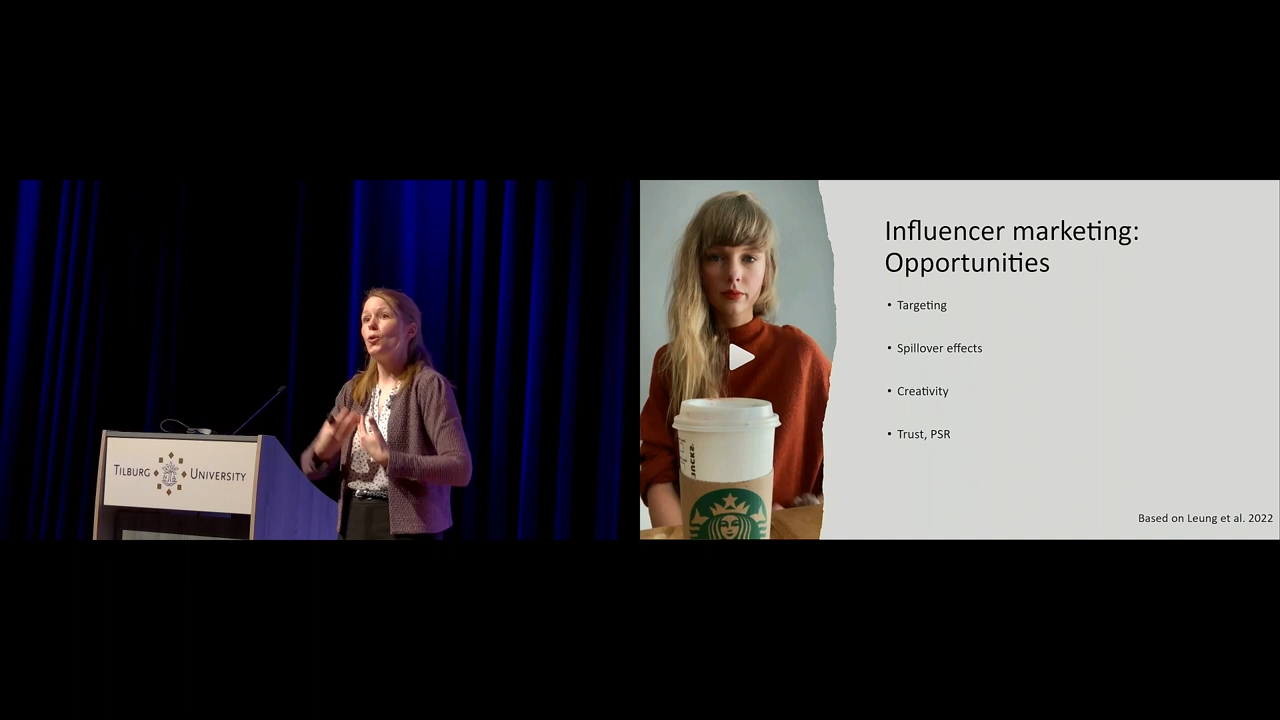 TILBURG UNIVERSITY
Influencer marketing:
Opportunities
• Targeting
• Spillover effects
• Creativity
• Trust, PSR
Based on Leung et al. 2022